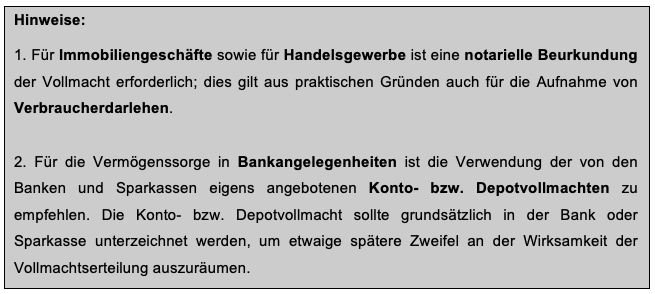 Hinweise:
1. Für Immobiliengeschäfte sowie für Handelsgewerbe ist eine notarielle Beurkundung
der Vollmacht erforderlich; dies gilt aus praktischen Gründen auch für die Aufnahme von
Verbraucherdarlehen.
2. Für die Vermögenssorge in Bankangelegenheiten ist die Verwendung der von den
Banken und Sparkassen eigens angebotenen Konto- bzw. Depotvollmachten zu
empfehlen. Die Konto- bzw. Depotvollmacht sollte grundsätzlich in der Bank oder
Sparkasse unterzeichnet werden, um etwaige spätere Zweifel an der Wirksamkeit der
Vollmachtserteilung auszuräumen.